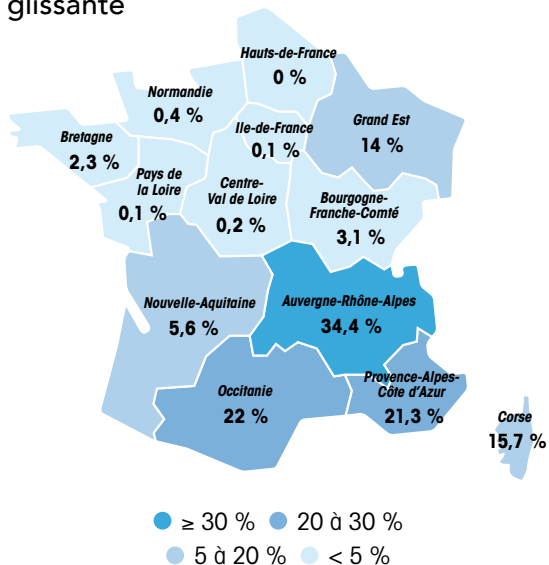 glissante
Hauts-de-France
0 %
Normandie
0,4 %
Ile-de-France
0,1 %
Grand Est
14 %
Bretagne
2,3 %
Pays de
la Loire
0,1 %
Centre-
Val de Loire
0,2 %
Bourgogne-
Franche-Comté
3,1 %
Nouvelle-Aquitaine
5,6 %
Auvergne-Rhône-Alpes
34,4 %
Occitanie
22 %
Provence-Alpes-
Côte d'Azur
21,3 %
Corse
15,7 %
≥ 30 % 20 à 30 %
5 à 20 % < 5 %